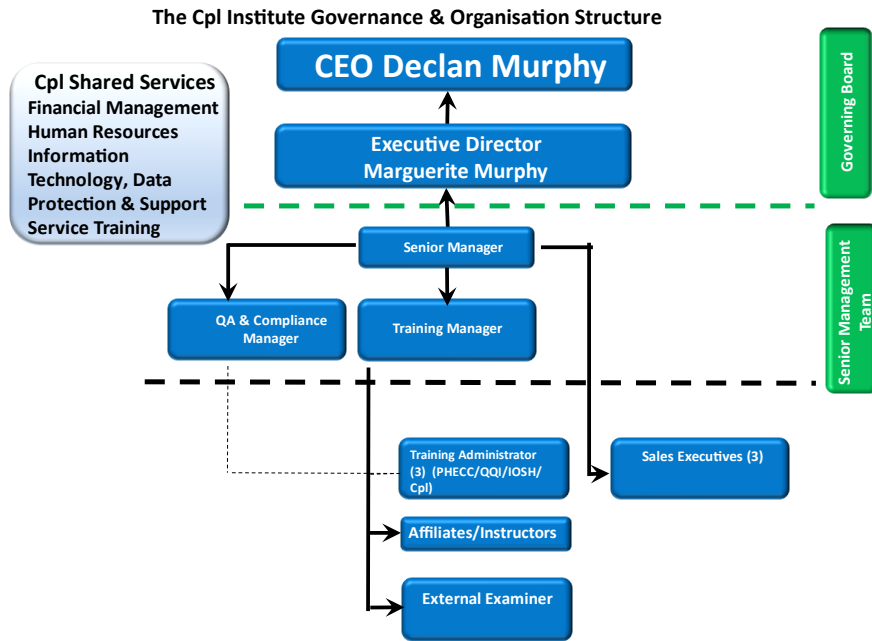 The Cpl Institute Governance & Organisation Structure
CEO Declan Murphy
Cpl Shared Services
Financial Management
Human Resources
Information
Technology, Data
Protection & Support
Service Training
Executive Director
Marguerite Murphy
Governing Board
Senior Manager
QA & Compliance
Manager
Training Manager
Senior Management
Team
Training Administrator
(3) (PHECC/QQI/IOSH/
Cpl)
Sales Executives (3)
Affiliates/Instructors
External Examiner